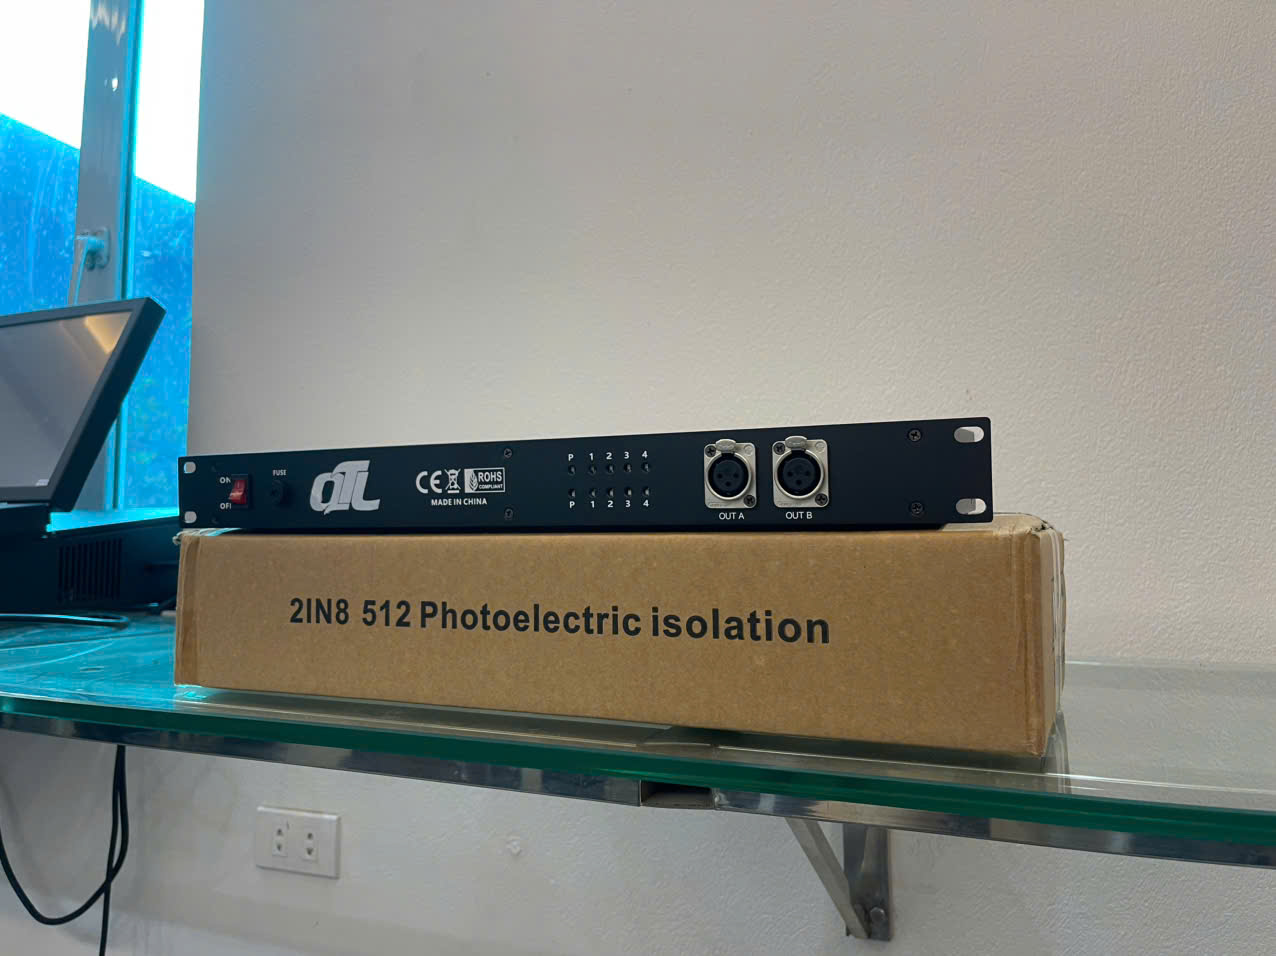 ON
OFF
FUSE
CE
ROHS
COMPLIANT
MADE IN CHINA
P 1 2 3 4
P 1 2 3 4
OUT A
OUT B
2IN8 512 Photoelectric isolation